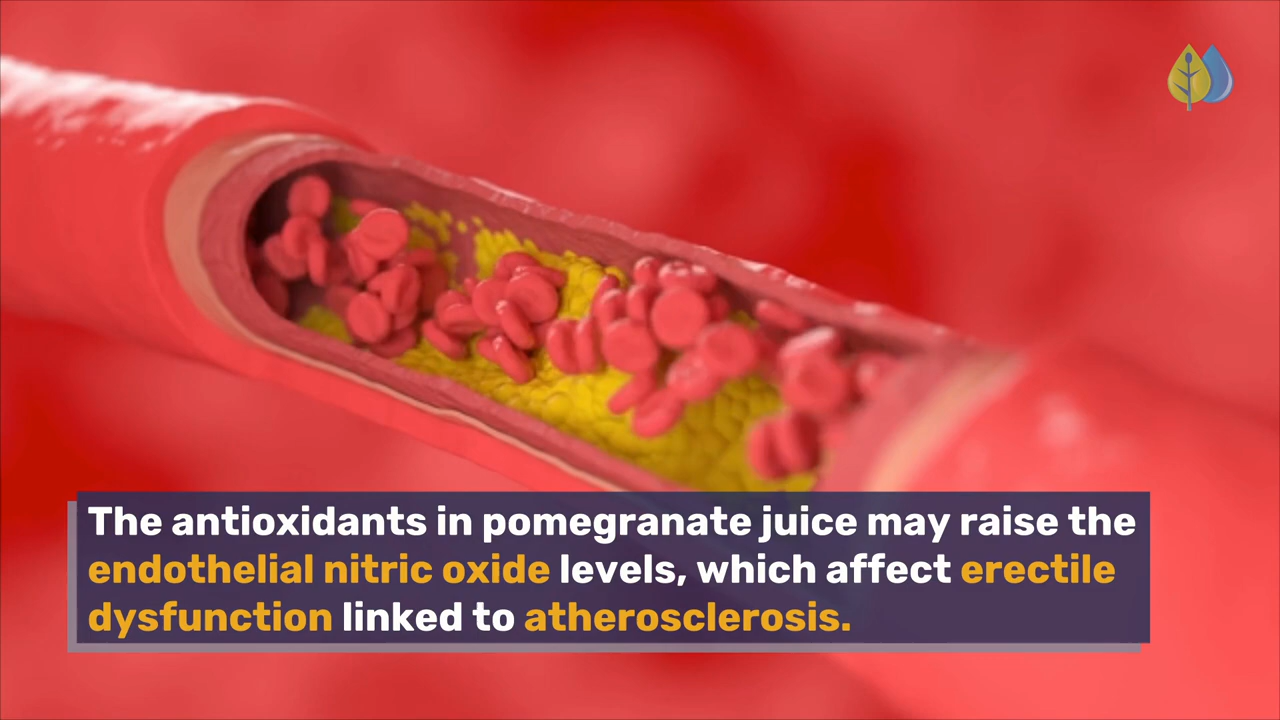 The antioxidants in pomegranate juice may raise the
endothelial nitric oxide levels, which affect erectile
dysfunction linked to atherosclerosis.